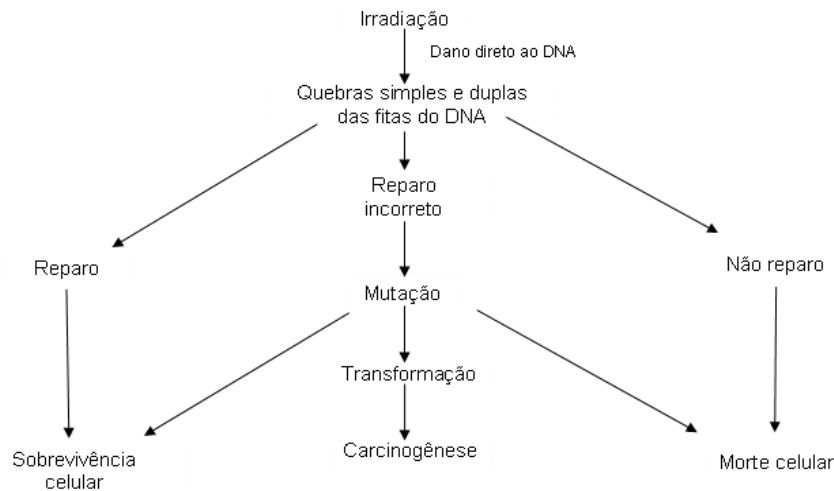 Irradiação
Dano direto ao DNA
Quebras simples e duplas
das fitas do DNA
Reparo
incorreto
Reparo
Não reparo
Mutação
Transformação
Carcinogênese
Sobrevivência
celular
Morte celular